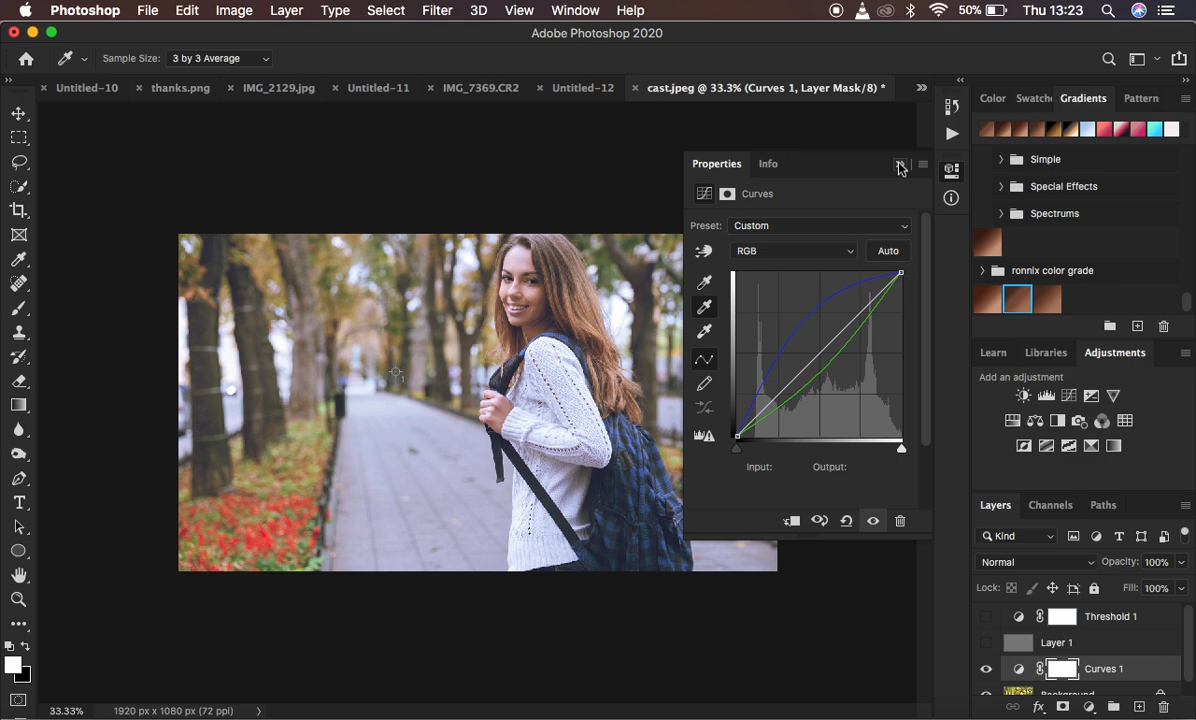 Photoshop File Edit Image Layer Type Select Filter 3D View Window Help 50% Thu 13:23
Adobe Photoshop 2020
Sample Size: 3 by 3 Average
Untitled-10 thanks.png IMG_2129.jpg Untitled-11 IMG_7369.CR2 Untitled-12 cast.jpeg @ 33.3% (Curves 1, Layer Mask/8) *
Color Swatche Gradients Pattern
Simple
Special Effects
Spectrums
ronnix color grade
Properties Info
Curves
Preset: Custom
RGB Auto
Input: Output:
Learn Libraries Adjustments
Add an adjustment
Layers Channels Paths
Kind
Normal Opacity: 100%
Lock: Fill: 100%
Threshold 1
Layer 1
Curves 1
33.33% 1920 px x 1080 px (72 ppi)